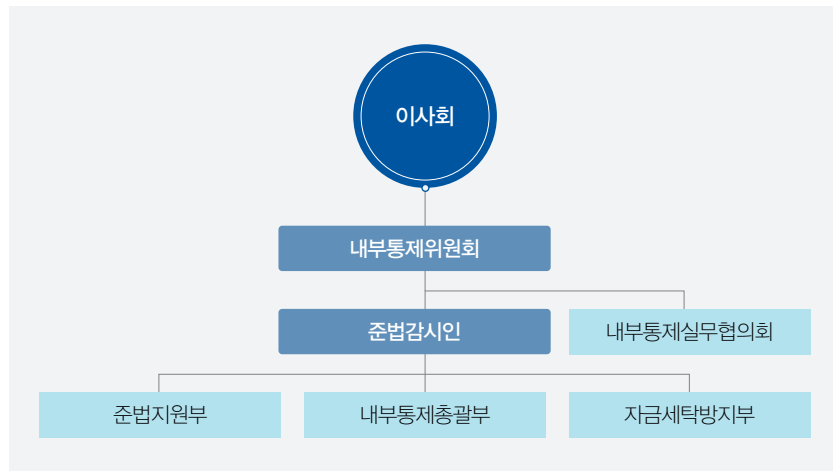 이사회
내부통제위원회
준법감시인
내부통제실무협의회
준법지원부
내부통제총괄부
자금세탁방지부